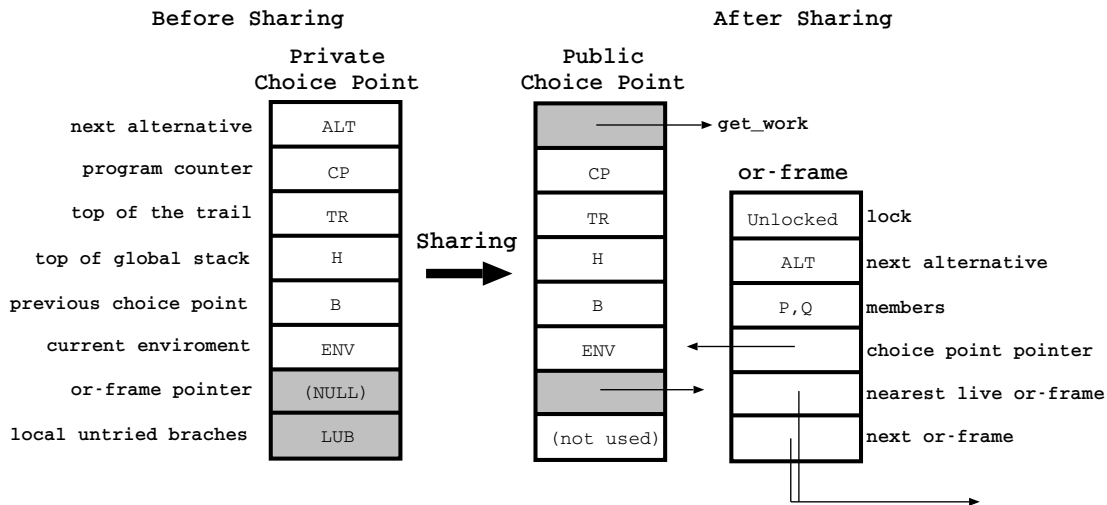 Before Sharing
After Sharing
Private
Choice Point
Public
Choice Point
next alternative
ALT
get_work
program counter
CP
CP
or-frame
top of the trail
TR
TR
Unlocked
lock
Sharing
top of global stack
H
H
ALT
next alternative
previous choice point
B
B
P,Q
members
current enviroment
ENV
ENV
choice point pointer
or-frame pointer
(NULL)
nearest live or-frame
local untried braches
LUB
(not used)
next or-frame